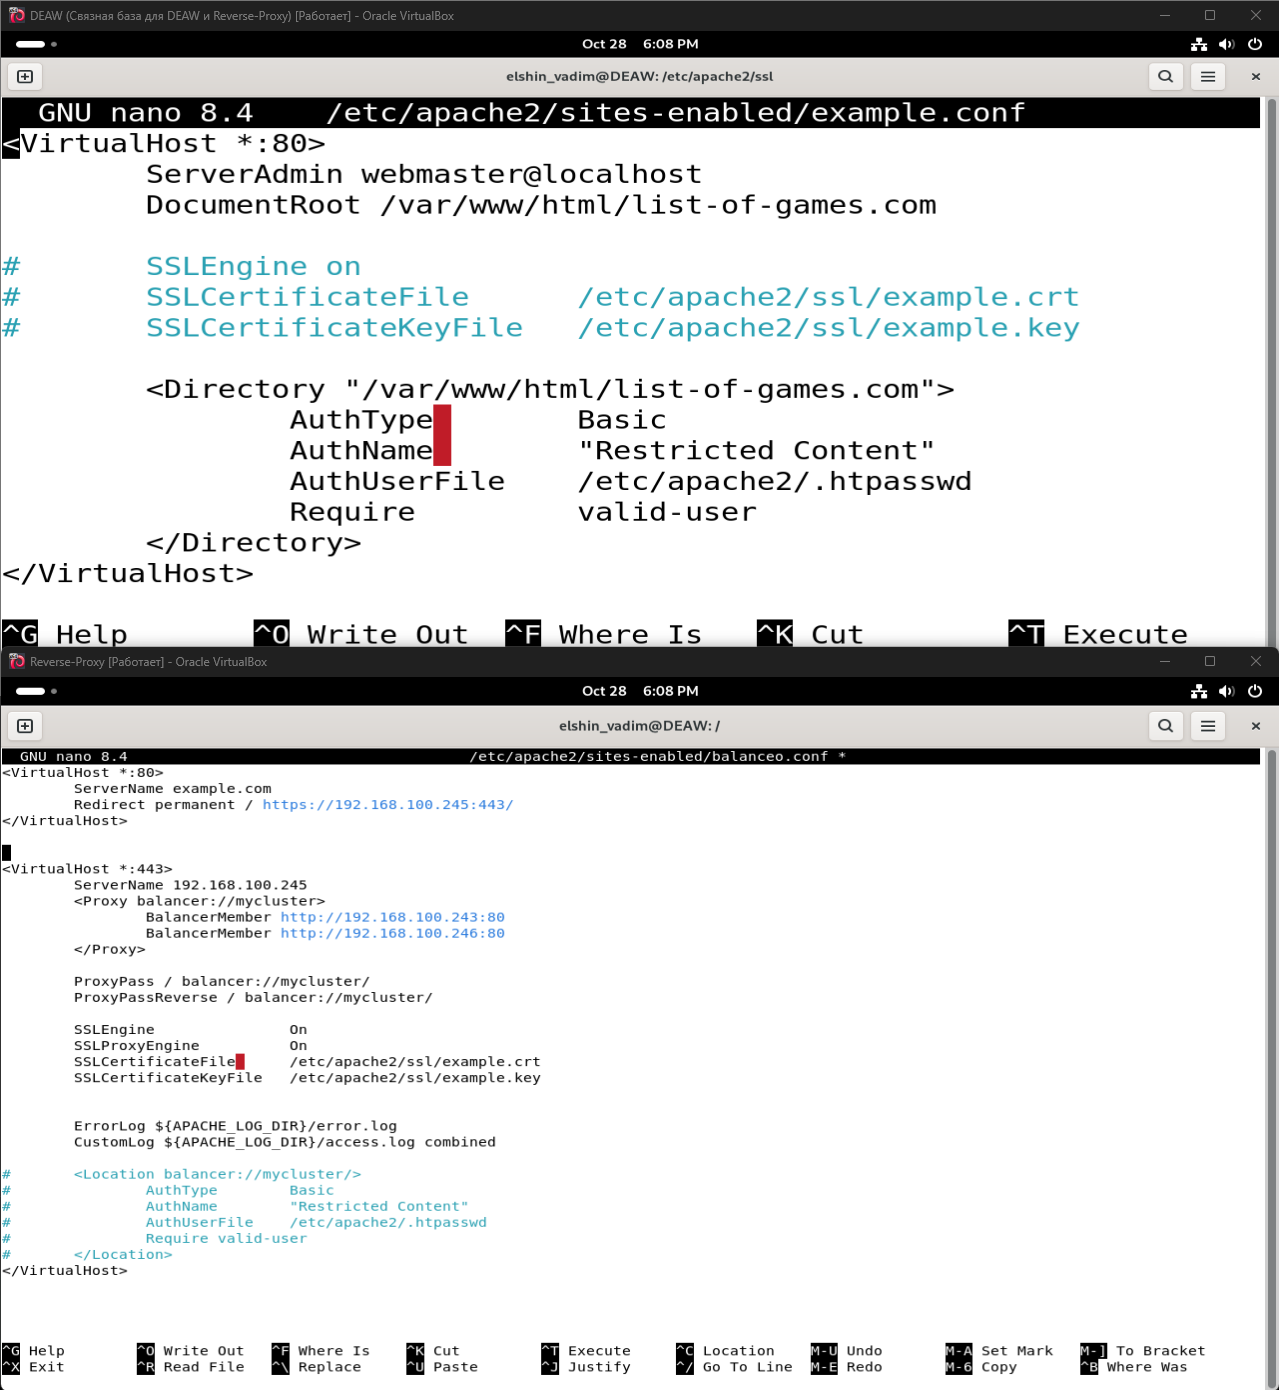 DEAW (Связная база для DEAW и Reverse-Proxy) [Работает] - Oracle VirtualBox
Oct 28 6:08 PM
elshin_vadim@DEAW: /etc/apache2/ssl
GNU nano 8.4 /etc/apache2/sites-enabled/example.conf
<VirtualHost *:80>
ServerAdmin webmaster@localhost
DocumentRoot /var/www/html/list-of-games.com
# SSLEngine on
# SSLCertificateFile /etc/apache2/ssl/example.crt
# SSLCertificateKeyFile /etc/apache2/ssl/example.key
<Directory "/var/www/html/list-of-games.com">
AuthType Basic
AuthName "Restricted Content"
AuthUserFile /etc/apache2/.htpasswd
Require valid-user
</Directory>
</VirtualHost>
^G Help ^O Write Out ^F Where Is ^K Cut ^T Execute
Reverse-Proxy [Работает] - Oracle VirtualBox
Oct 28 6:08 PM
elshin_vadim@DEAW: /
GNU nano 8.4 /etc/apache2/sites-enabled/balanceo.conf *
<VirtualHost *:80>
ServerName example.com
Redirect permanent / https://192.168.100.245:443/
</VirtualHost>
<VirtualHost *:443>
ServerName 192.168.100.245
<Proxy balancer://mycluster>
BalancerMember http://192.168.100.243:80
BalancerMember http://192.168.100.246:80
</Proxy>
ProxyPass / balancer://mycluster/
ProxyPassReverse / balancer://mycluster/
SSLEngine On
SSLProxyEngine On
SSLCertificateFile /etc/apache2/ssl/example.crt
SSLCertificateKeyFile /etc/apache2/ssl/example.key
ErrorLog ${APACHE_LOG_DIR}/error.log
CustomLog ${APACHE_LOG_DIR}/access.log combined
# <Location balancer://mycluster/>
# AuthType Basic
# AuthName "Restricted Content"
# AuthUserFile /etc/apache2/.htpasswd
# Require valid-user
# </Location>
</VirtualHost>
^G Help ^O Write Out ^F Where Is ^K Cut ^T Execute ^C Location M-U Undo M-A Set Mark M-] To Bracket
^X Exit ^R Read File ^\ Replace ^U Paste ^J Justify ^/ Go To Line M-E Redo M-6 Copy ^B Where Was